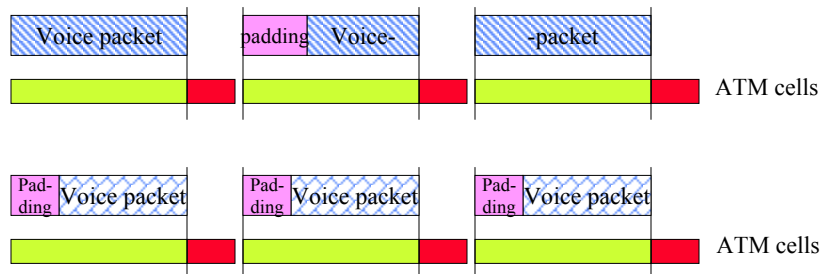 Voice packet
padding
Voice-
-packet
ATM cells
Pad-
ding
Voice packet
Pad-
ding
Voice packet
Pad-
ding
Voice packet
ATM cells